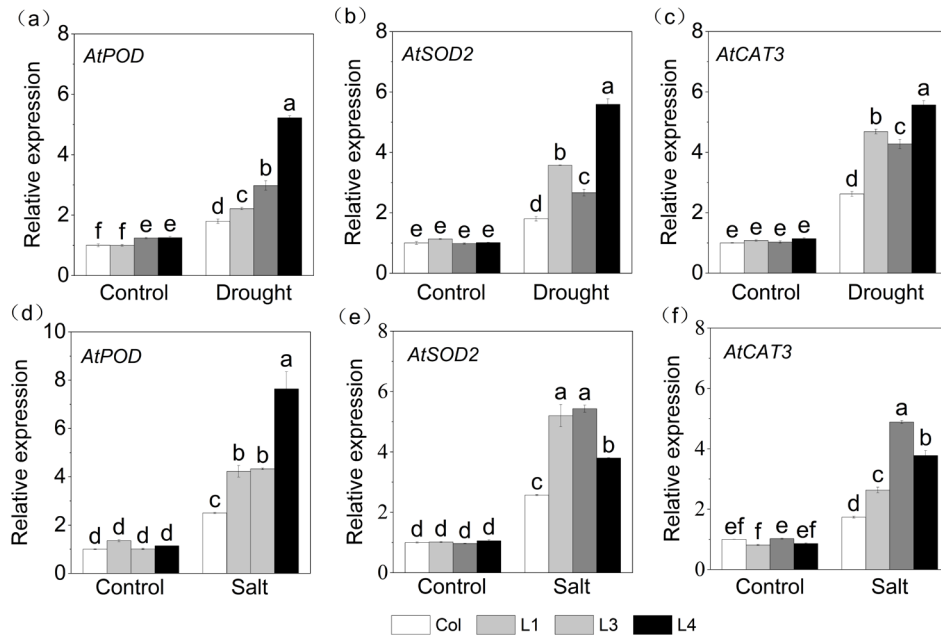 (a)
AtPOD
Relative expression
8
6
4
2
0
f f e e d c b a
Control Drought
(b)
AtSOD2
Relative expression
8
6
4
2
0
e e e e d b c a
Control Drought
(c)
AtCAT3
Relative expression
8
6
4
2
0
e e e e d b c a
Control Drought
(d)
AtPOD
Relative expression
10
8
6
4
2
0
d d d d c b b a
Control Salt
(e)
AtSOD2
Relative expression
8
6
4
2
0
d d d d c a a b
Control Salt
(f)
AtCAT3
Relative expression
8
6
4
2
0
ef f e ef d c a b
Control Salt
Col L1 L3 L4